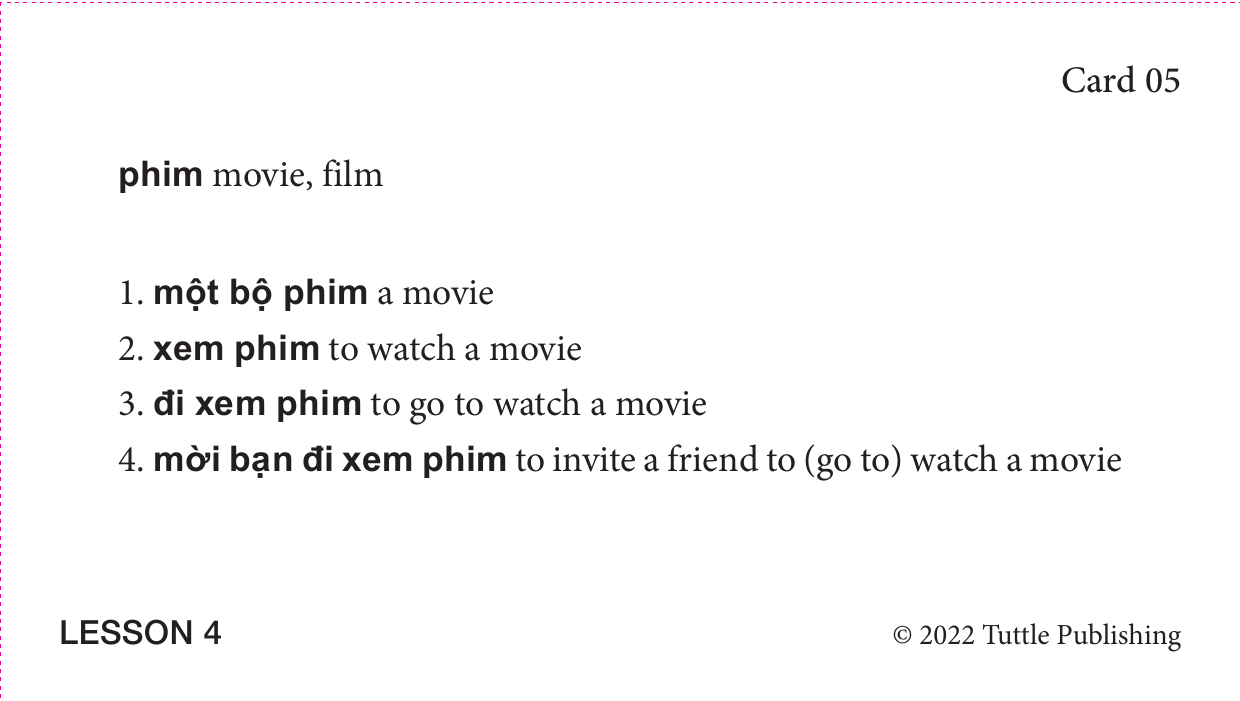 Card 05
phim movie, film
1. một bộ phim a movie
2. xem phim to watch a movie
3. đi xem phim to go to watch a movie
4. mời bạn đi xem phim to invite a friend to (go to) watch a movie
LESSON 4
© 2022 Tuttle Publishing